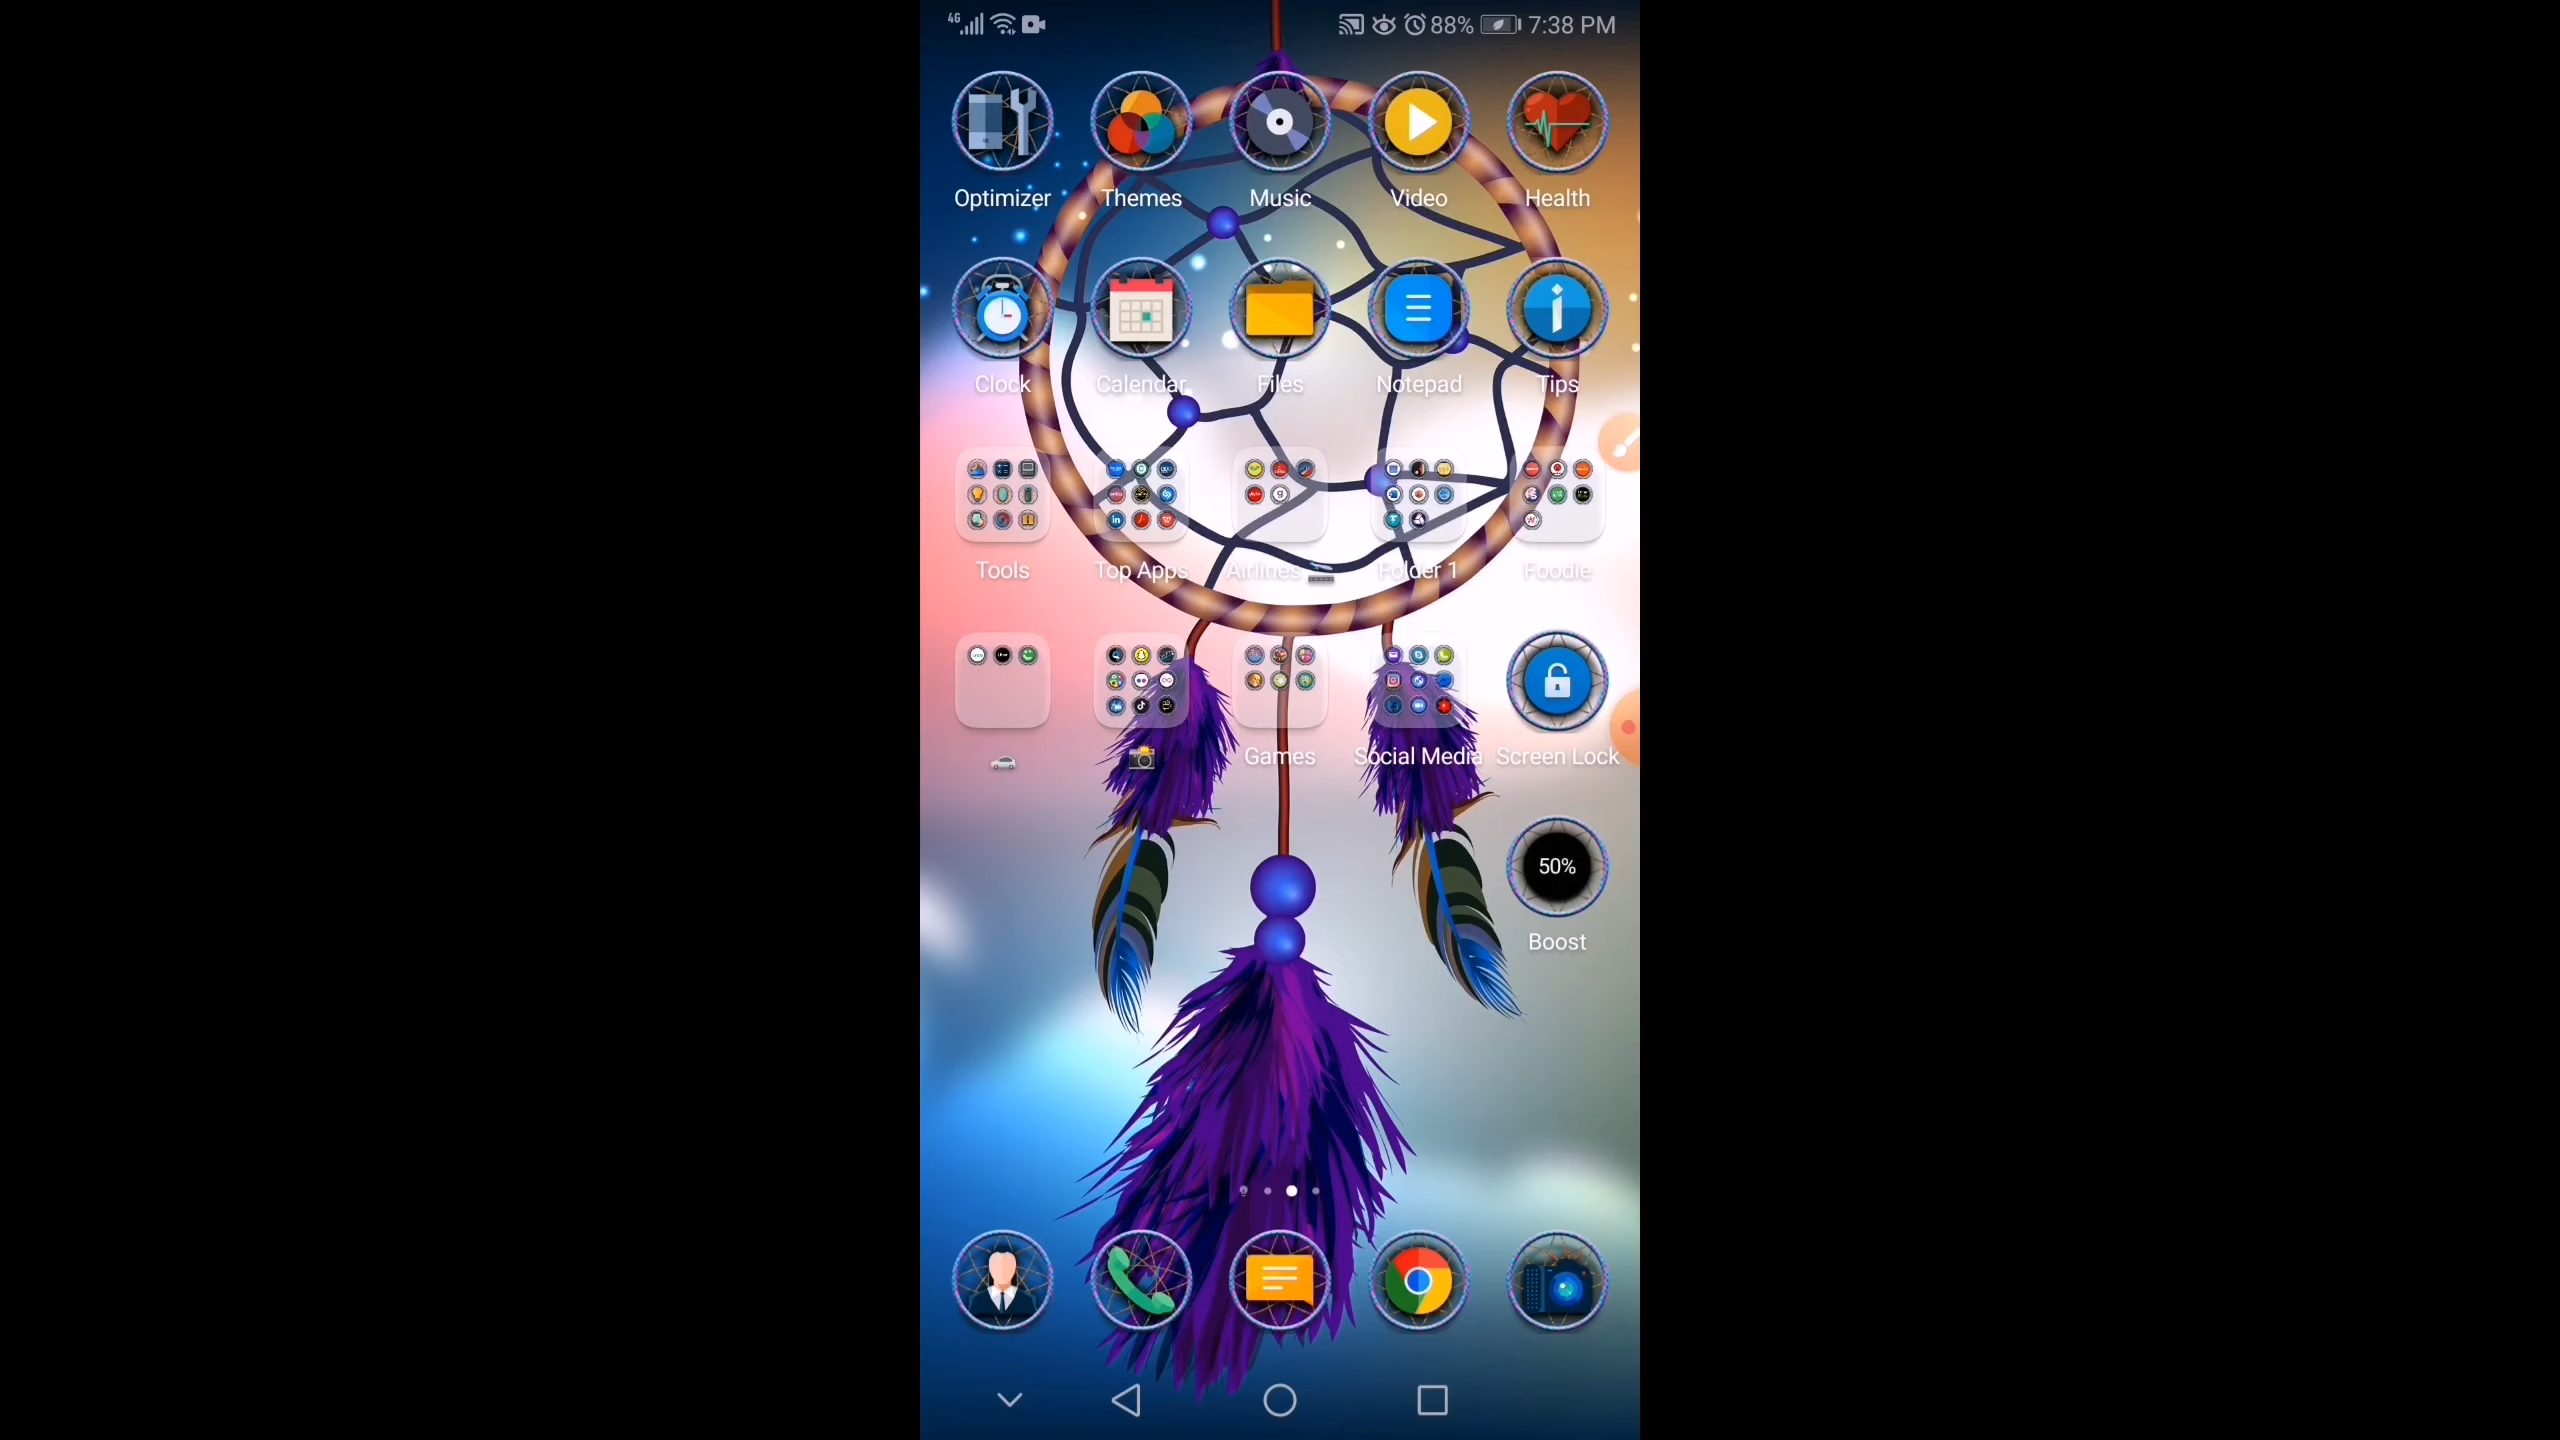 4G 88% 7:38 PM
Optimizer Themes Music Video Health
Clock Calendar Files Notepad Tips
Tools Top Apps Airlines Folder 1 Foodie
Games Social Media Screen Lock
50%
Boost